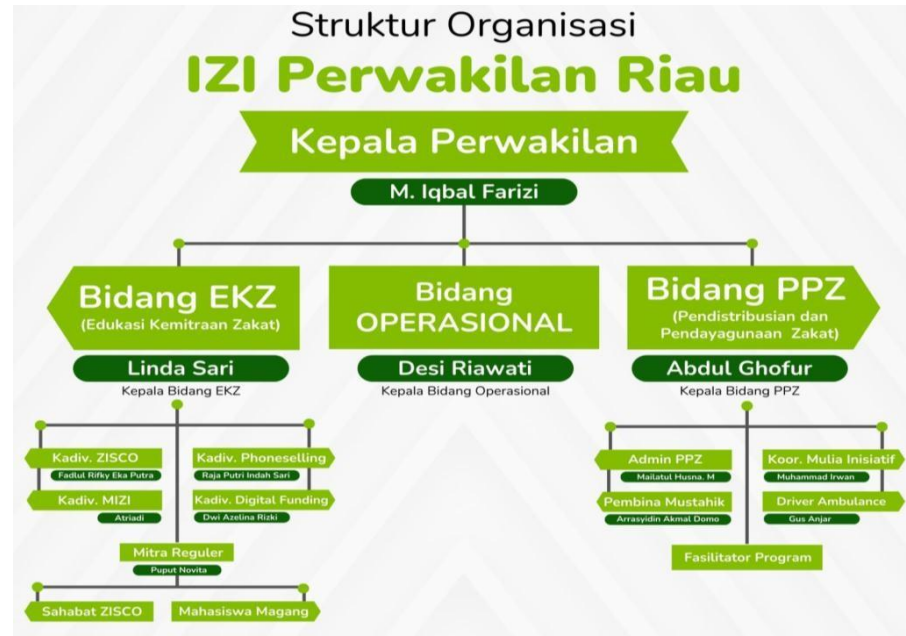 Struktur Organisasi
IZI Perwakilan Riau
Kepala Perwakilan
M. Iqbal Farizi
Bidang EKZ
(Edukasi Kemitraan Zakat)
Linda Sari
Kepala Bidang EKZ
Bidang
OPERASIONAL
Desi Riawati
Kepala Bidang Operasional
Bidang PPZ
(Pendistribusian dan
Pendayagunaan Zakat)
Abdul Ghofur
Kepala Bidang PPZ
Kadiv. ZISCO
Fadlul Rifky Eka Putra
Kadiv. Phoneselling
Raja Putri Indah Sari
Kadiv. MIZI
Atriadi
Kadiv. Digital Funding
Dwi Azelina Rizki
Mitra Reguler
Puput Novita
Sahabat ZISCO
Mahasiswa Magang
Admin PPZ
Mailatul Husna. M
Koor. Mulia Inisiatif
Muhammad Irwan
Pembina Mustahik
Arrasyidin Akmal Domo
Driver Ambulance
Gus Anjar
Fasilitator Program